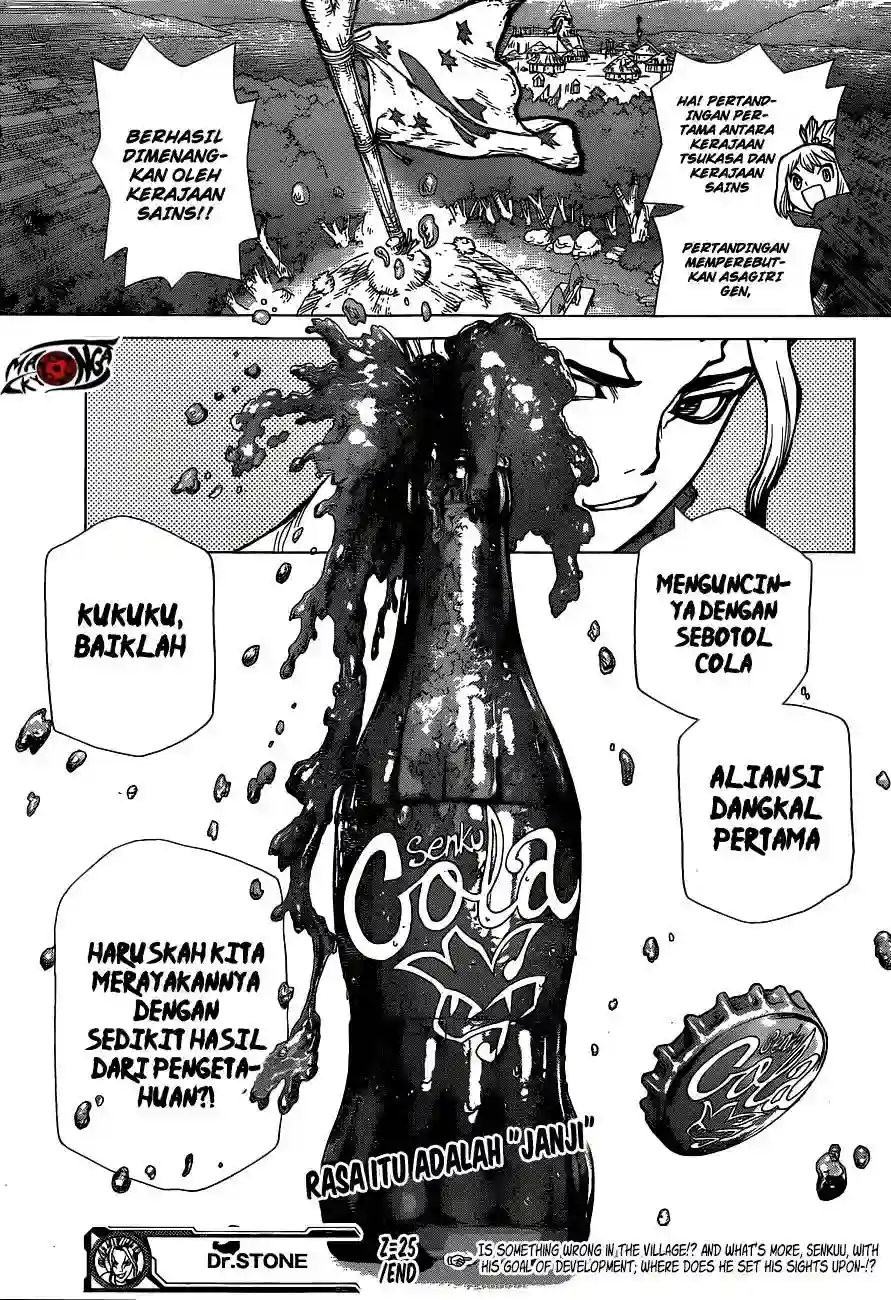 HA! PERTAND-
INGAN PER-
TAMA ANTARA
KERAJAAN
TSUKASA DAN
KERAJAAN
SAINS
PERTANDINGAN
MEMPEREBUT-
KAN ASAGIRI
GEN,
BERHASIL
DIMENANG-
KAN OLEH
KERAJAAN
SAINS!!
MANGA
KYO
MENGUNCIN-
YA DENGAN
SEBOTOL
COLA
ALIANSI
DANGKAL
PERTAMA
KUKUKU,
BAIKLAH
HARUSKAH KITA
MERAYAKANNYA
DENGAN
SEDIKIT HASIL
DARI PENGETA-
HUAN?!
Senku
Cola
Cola
RASA ITU ADALAH "JANJI"
Dr.STONE
Z=25
/END
IS SOMETHING WRONG IN THE VILLAGE!? AND WHAT'S MORE, SENKUU, WITH
HIS GOAL OF DEVELOPMENT; WHERE DOES HE SET HIS SIGHTS UPON-!?